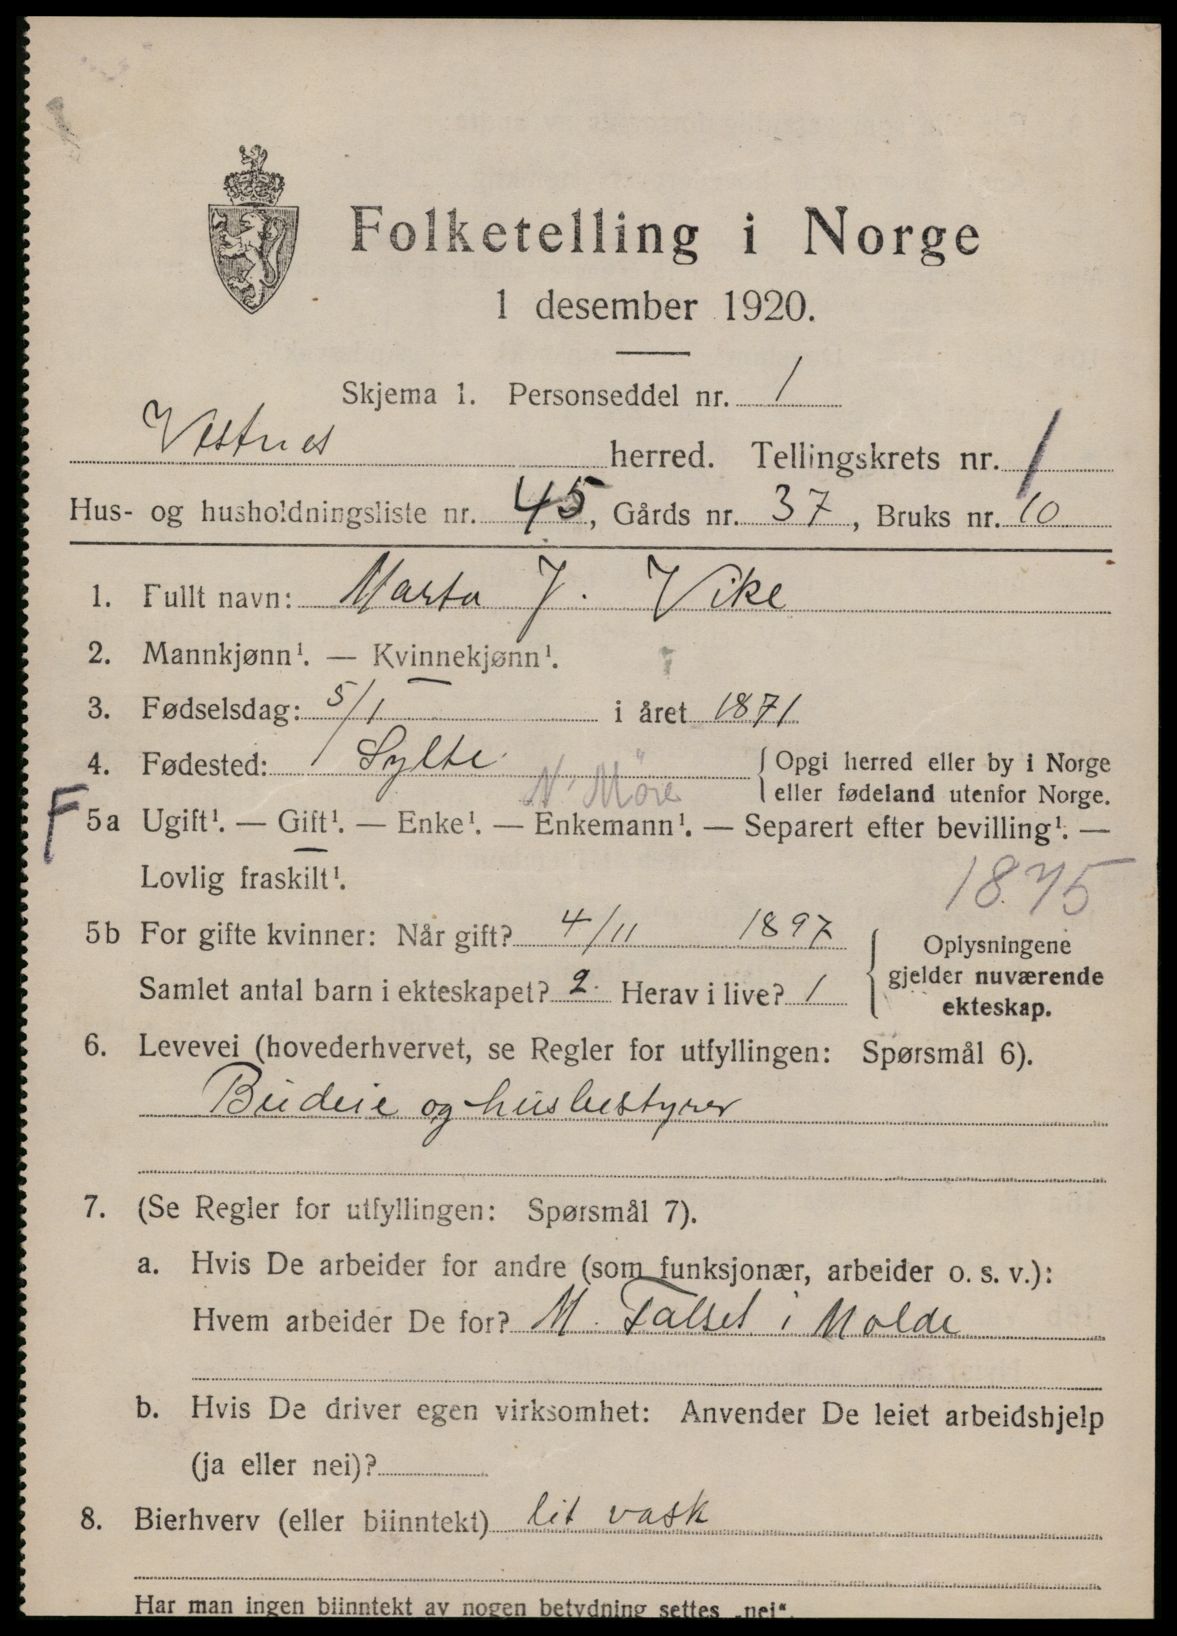 Folketelling i Norge
1 desember 1920.
Skjema 1. Personseddel nr. 1
Vestnes herred. Tellingskrets nr. 1
Hus- og husholdningsliste nr. 45, Gårds nr. 37, Bruks nr. 10
1. Fullt navn: Marta J. Vike
2. Mannkjønn¹. — Kvinnekjønn¹.
3. Fødselsdag: 5/1 i året 1871
4. Fødested: Sylte { Opgi herred eller by i Norge
N. Møre eller fødeland utenfor Norge.
F 5a Ugift¹. — Gift¹. — Enke¹. — Enkemann¹. — Separert efter bevilling¹. —
Lovlig fraskilt¹. 1875
5b For gifte kvinner: Når gift? 4/11 1897 { Oplysningene
gjelder nuværende
Samlet antal barn i ekteskapet? 2. Herav i live? 1 ekteskap.
6. Levevei (hovederhvervet, se Regler for utfyllingen: Spørsmål 6).
Budeie og husbestyrer
7. (Se Regler for utfyllingen: Spørsmål 7).
a. Hvis De arbeider for andre (som funksjonær, arbeider o. s. v.):
Hvem arbeider De for? M. Talset i Molde
b. Hvis De driver egen virksomhet: Anvender De leiet arbeidshjelp
(ja eller nei)?
8. Bierhverv (eller biinntekt) lit vask
Har man ingen biinntekt av nogen betydning settes „nei“.